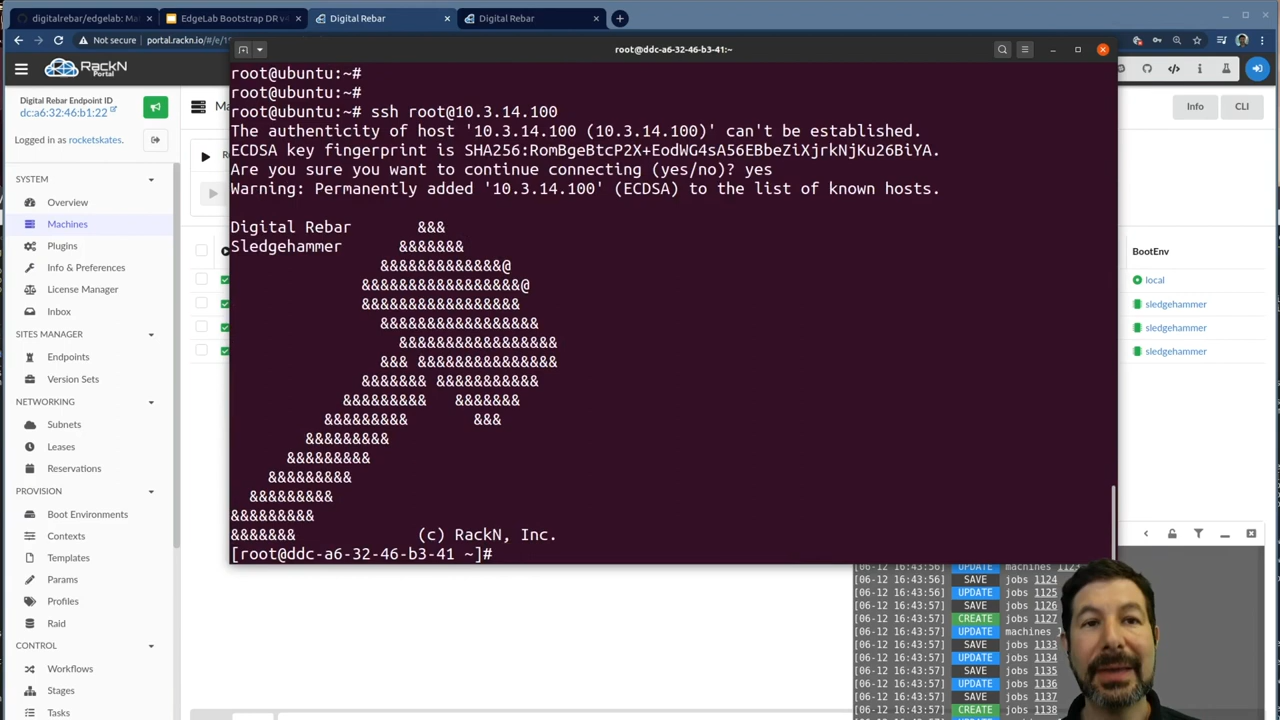 digitalrebar/edgelab: Ma
EdgeLab Bootstrap DR v4
Digital Rebar
Digital Rebar
Not secure
portal.rackn.io/#/e/1
root@ddc-a6-32-46-b3-41:~
RACKN
Portal
Digital Rebar Endpoint ID
dc:a6:32:46:b1:22
Logged in as rocketskates.
Ma
Info
CLI
SYSTEM
Overview
Machines
Plugins
Info & Preferences
License Manager
Inbox
SITES MANAGER
Endpoints
Version Sets
NETWORKING
Subnets
Leases
Reservations
PROVISION
Boot Environments
Contexts
Templates
Params
Profiles
Raid
CONTROL
Workflows
Stages
Tasks
root@ubuntu:~#
root@ubuntu:~#
root@ubuntu:~# ssh root@10.3.14.100
The authenticity of host '10.3.14.100 (10.3.14.100)' can't be established.
ECDSA key fingerprint is SHA256:RomBgeBtcP2X+EodWG4sA56EBbeZiXjrkNjKu26BiYA.
Are you sure you want to continue connecting (yes/no)? yes
Warning: Permanently added '10.3.14.100' (ECDSA) to the list of known hosts.
Digital Rebar &&&
Sledgehammer &&&&&&&
&&&&&&&&&&&&&@
&&&&&&&&&&&&&&&&&@
&&&&&&&&&&&&&&&&&
&&&&&&&&&&&&&&&&&
&&&&&&&&&&&&&&&&&
&&& &&&&&&&&&&&&&&&
&&&&&&& &&&&&&&&&&&
&&&&&&&&& &&&&&&&
&&&&&&&&& &&&
&&&&&&&&&
&&&&&&&&&
&&&&&&&&&
&&&&&&&&&
&&&&&&&&&
&&&&&&& (c) RackN, Inc.
[root@ddc-a6-32-46-b3-41 ~]#
BootEnv
local
sledgehammer
sledgehammer
sledgehammer
[06-12 16:43:56] UPDATE machines 1123
[06-12 16:43:56] SAVE jobs 1124
[06-12 16:43:56] UPDATE jobs 1125
[06-12 16:43:56] SAVE jobs 1126
[06-12 16:43:57] CREATE jobs 1127
[06-12 16:43:57] UPDATE machines
[06-12 16:43:57] SAVE jobs 1133
[06-12 16:43:57] UPDATE jobs 1134
[06-12 16:43:57] SAVE jobs 1135
[06-12 16:43:57] UPDATE jobs 1136
[06-12 16:43:57] SAVE jobs 1137
[06-12 16:43:57] CREATE jobs 1138